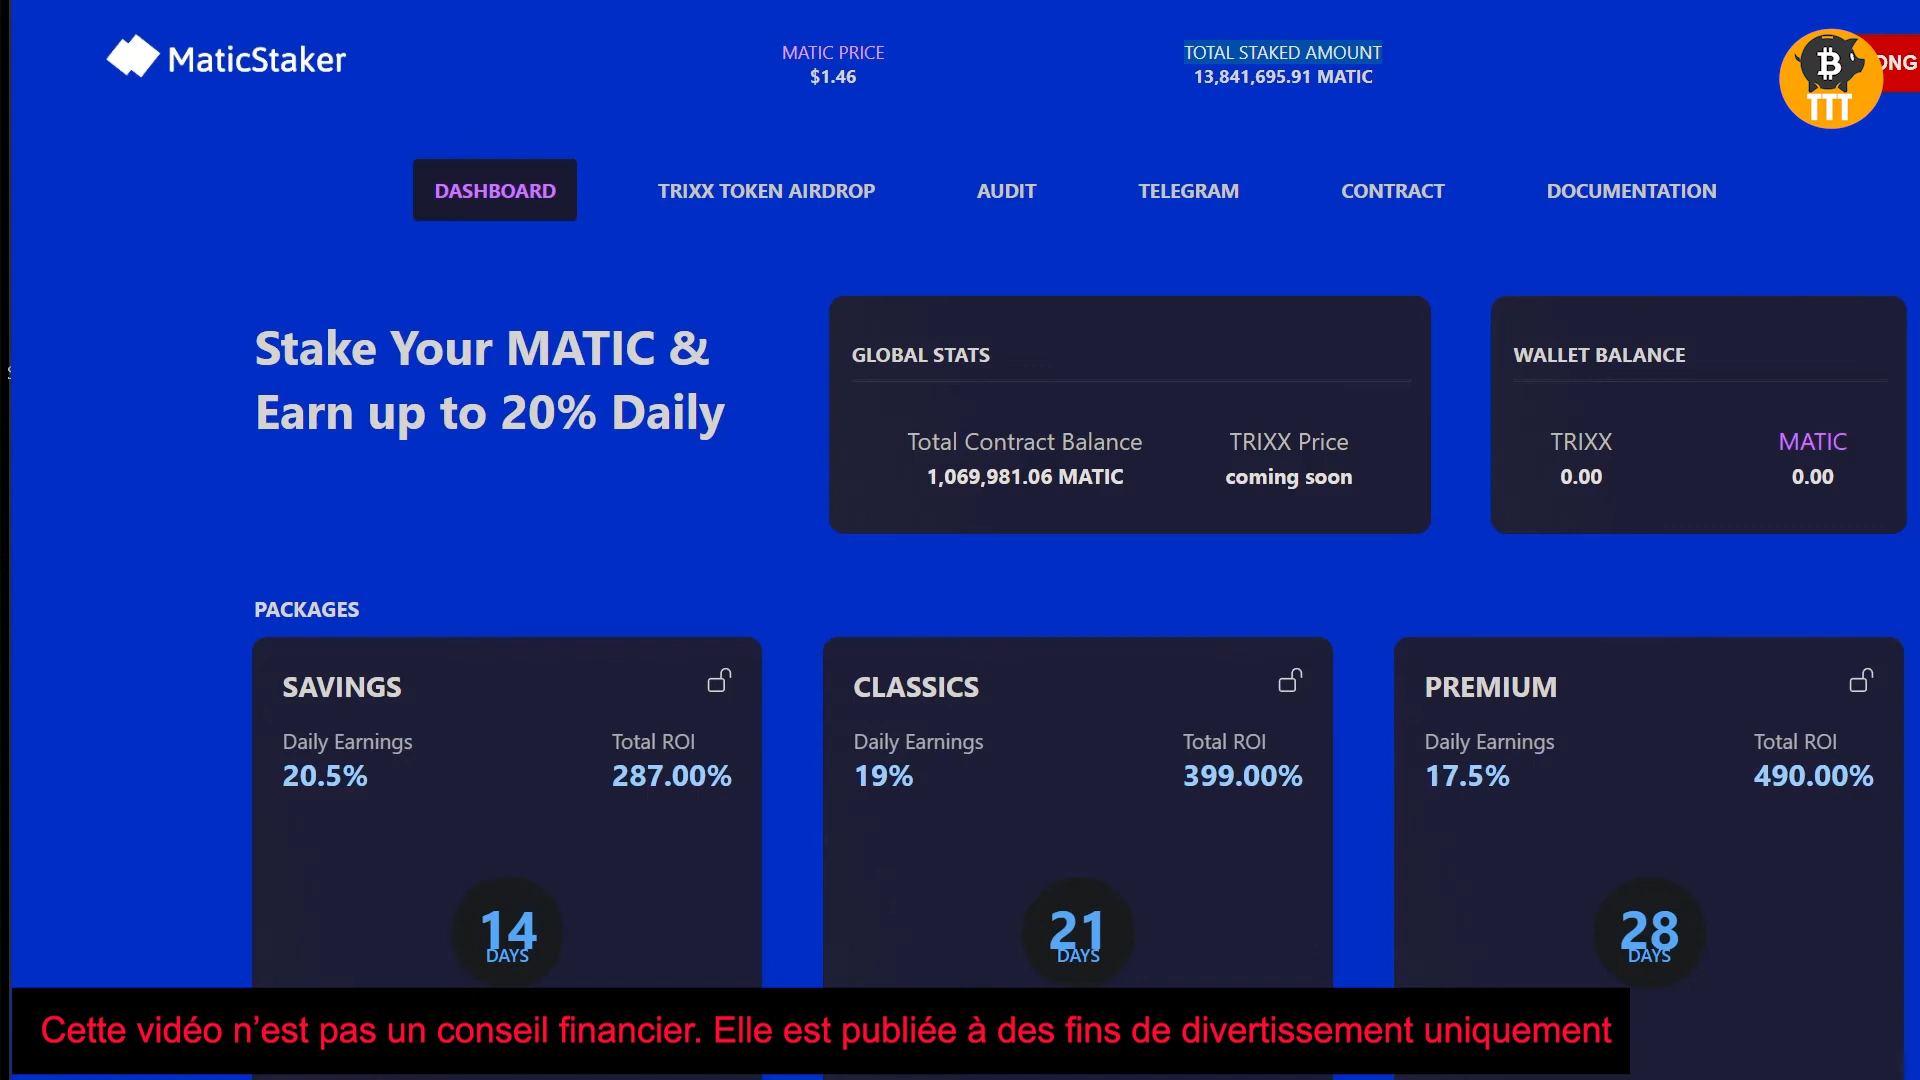 MaticStaker
MATIC PRICE
$1.46
TOTAL STAKED AMOUNT
13,841,695.91 MATIC
ONG
TTT
DASHBOARD
TRIXX TOKEN AIRDROP
AUDIT
TELEGRAM
CONTRACT
DOCUMENTATION
Stake Your MATIC &
Earn up to 20% Daily
GLOBAL STATS
Total Contract Balance
1,069,981.06 MATIC
TRIXX Price
coming soon
WALLET BALANCE
TRIXX
0.00
MATIC
0.00
PACKAGES
SAVINGS
Daily Earnings
20.5%
Total ROI
287.00%
14
DAYS
CLASSICS
Daily Earnings
19%
Total ROI
399.00%
21
DAYS
PREMIUM
Daily Earnings
17.5%
Total ROI
490.00%
28
DAYS
Cette vidéo n’est pas un conseil financier. Elle est publiée à des fins de divertissement uniquement